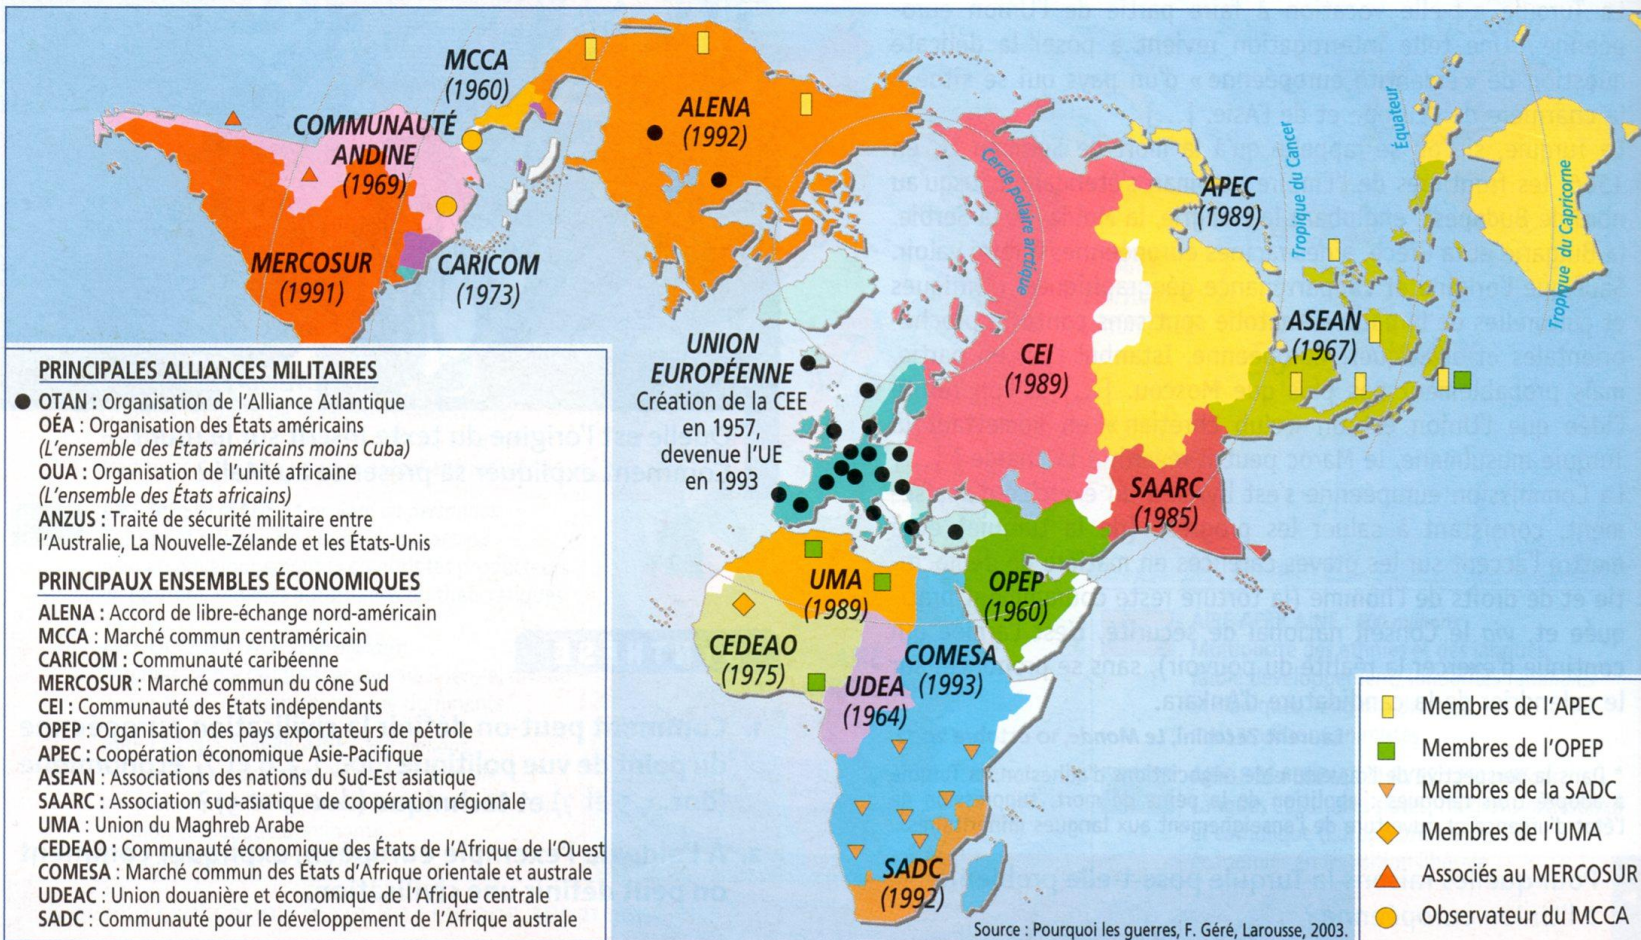 MCCA
(1960)
COMMUNAUTÉ
ANDINE
(1969)
ALENA
(1992)
MERCOSUR
(1991)
CARICOM
(1973)
Cercle polaire arctique
APEC
(1989)
Tropique du Cancer
Équateur
Tropique du Capricorne
ASEAN
(1967)
UNION
EUROPÉENNE
Création de la CEE
en 1957,
devenue l'UE
en 1993
CEI
(1989)
SAARC
(1985)
UMA
(1989)
OPEP
(1960)
CEDEAO
(1975)
UDEA
(1964)
COMESA
(1993)
SADC
(1992)
PRINCIPALES ALLIANCES MILITAIRES
OTAN : Organisation de l'Alliance Atlantique
OÉA : Organisation des États américains
(L'ensemble des États américains moins Cuba)
OUA : Organisation de l'unité africaine
(L'ensemble des États africains)
ANZUS : Traité de sécurité militaire entre
l'Australie, La Nouvelle-Zélande et les États-Unis
PRINCIPAUX ENSEMBLES ÉCONOMIQUES
ALENA : Accord de libre-échange nord-américain
MCCA : Marché commun centraméricain
CARICOM : Communauté caribéenne
MERCOSUR : Marché commun du cône Sud
CEI : Communauté des États indépendants
OPEP : Organisation des pays exportateurs de pétrole
APEC : Coopération économique Asie-Pacifique
ASEAN : Associations des nations du Sud-Est asiatique
SAARC : Association sud-asiatique de coopération régionale
UMA : Union du Maghreb Arabe
CEDEAO : Communauté économique des États de l'Afrique de l'Ouest
COMESA : Marché commun des États d'Afrique orientale et australe
UDEAC : Union douanière et économique de l'Afrique centrale
SADC : Communauté pour le développement de l'Afrique australe
Membres de l'APEC
Membres de l'OPEP
Membres de la SADC
Membres de l'UMA
Associés au MERCOSUR
Observateur du MCCA
Source : Pourquoi les guerres, F. Géré, Larousse, 2003.